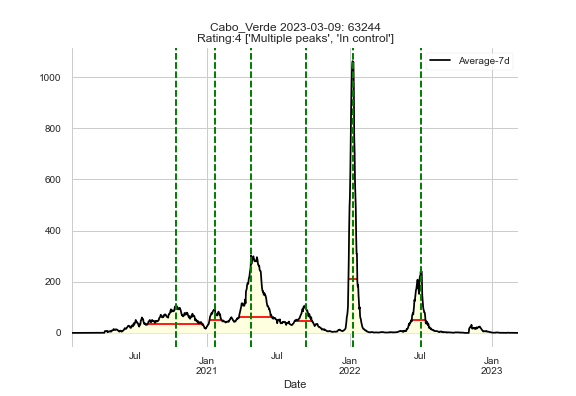 Cabo_Verde 2023-03-09: 63244
Rating:4 ['Multiple peaks', 'In control']
Average-7d
1000
800
600
400
200
0
Jul
Jan
2021
Jul
Jan
2022
Jul
Jan
2023
Date